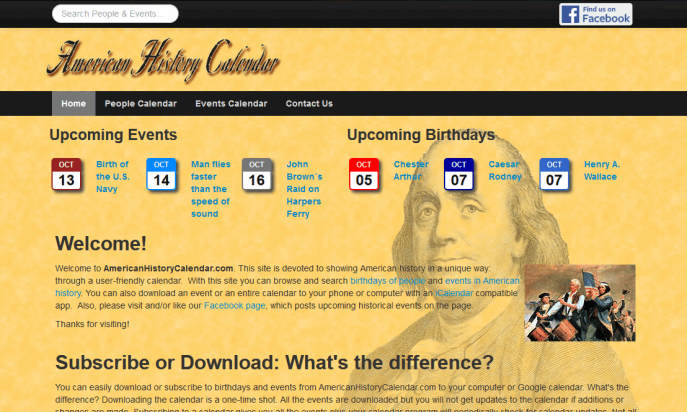 Search People & Events...
Find us on
Facebook
American History Calendar
Home People Calendar Events Calendar Contact Us
Upcoming Events Upcoming Birthdays
OCT
13
Birth of
the U.S.
Navy
OCT
14
Man flies
faster
than the
speed of
sound
OCT
16
John
Brown`s
Raid on
Harpers
Ferry
OCT
05
Chester
Arthur
OCT
07
Caesar
Rodney
OCT
07
Henry A.
Wallace
Welcome!
Welcome to AmericanHistoryCalendar.com. This site is devoted to showing American history in a unique way:
through a user-friendly calendar. With this site you can browse and search birthdays of people and events in American
history. You can also download an event or an entire calendar to your phone or computer with an iCalendar compatible
app. Also, please visit and/or like our Facebook page, which posts upcoming historical events on the page.
Thanks for visiting!
Subscribe or Download: What's the difference?
You can easily download or subscribe to birthdays and events from AmericanHistoryCalendar.com to your computer or Google calendar. What's the
difference? Downloading the calendar is a one-time shot. All the events are downloaded but you will not get updates to the calendar if additions or
changes are made. Subscribing to a calendar gives you all the events plus your calendar program will periodically check for calendar updates. Not all